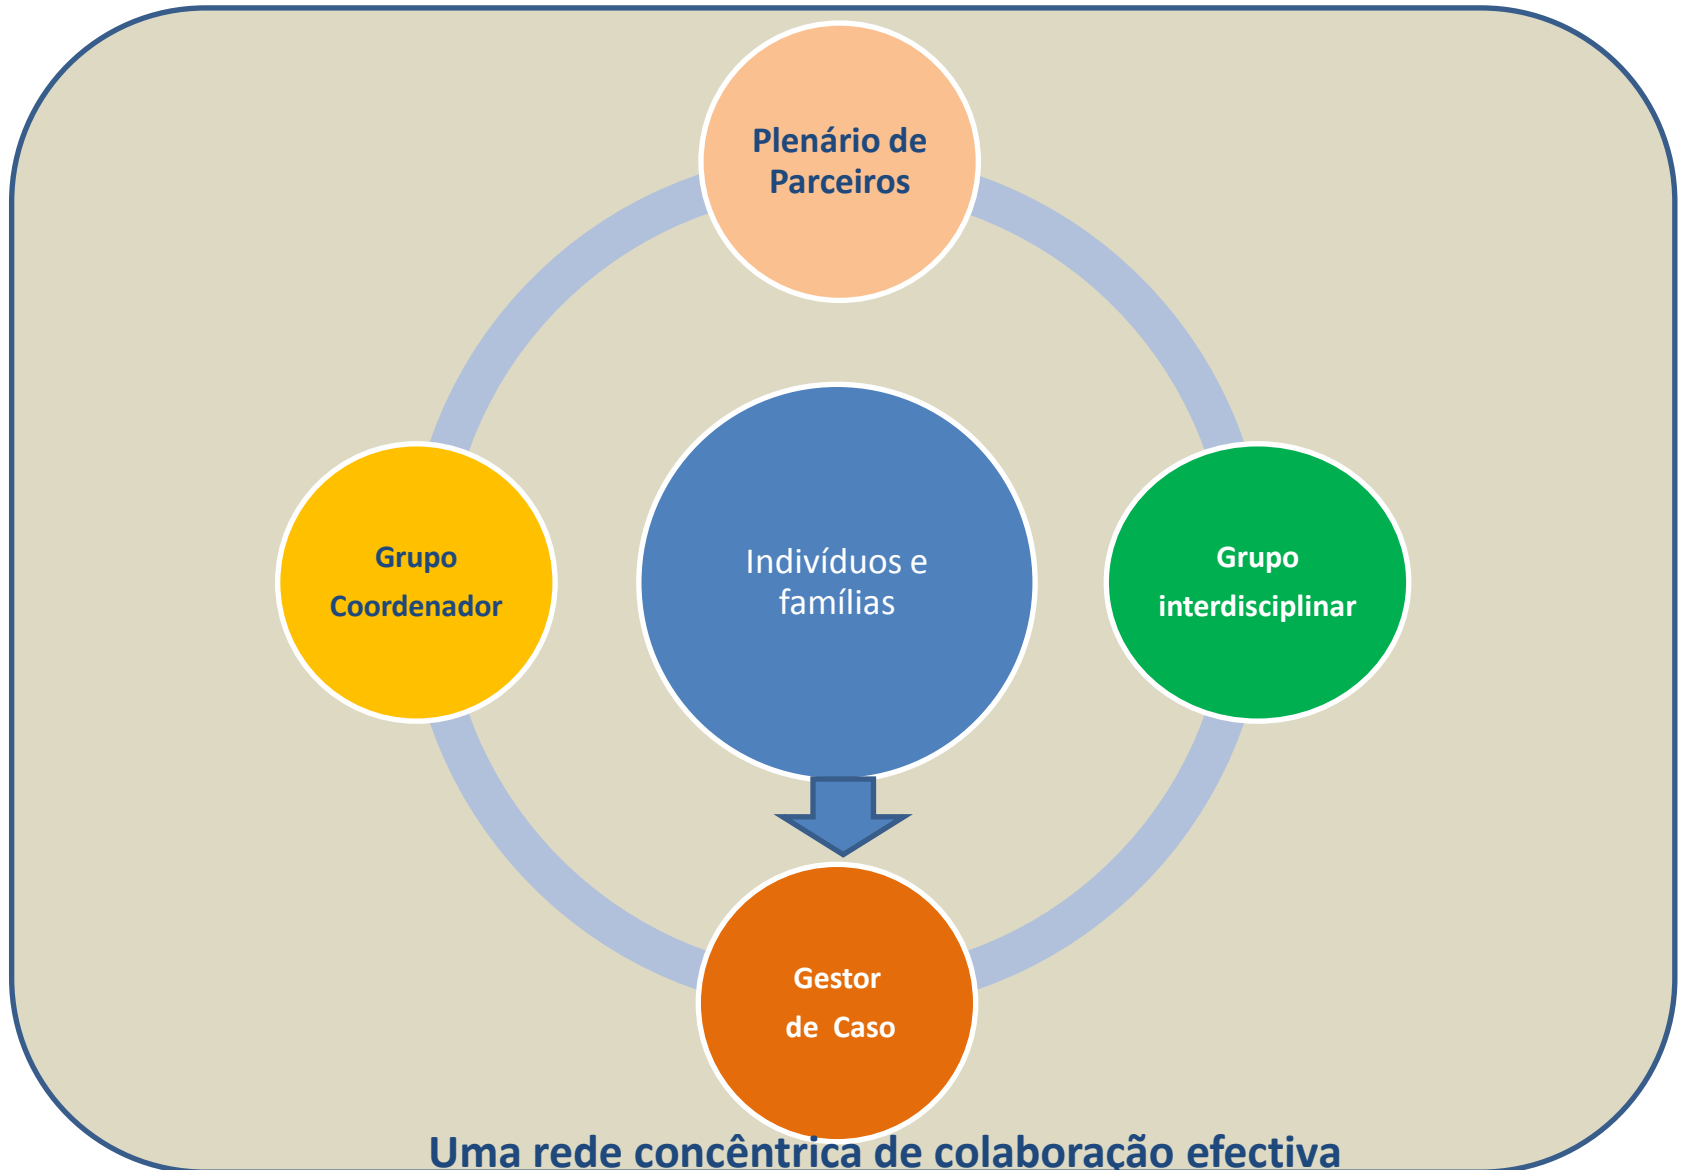 Plenário de
Parceiros
Grupo
Coordenador
Indivíduos e
famílias
Grupo
interdisciplinar
Gestor
de  Caso
Uma rede concêntrica de colaboração efectiva